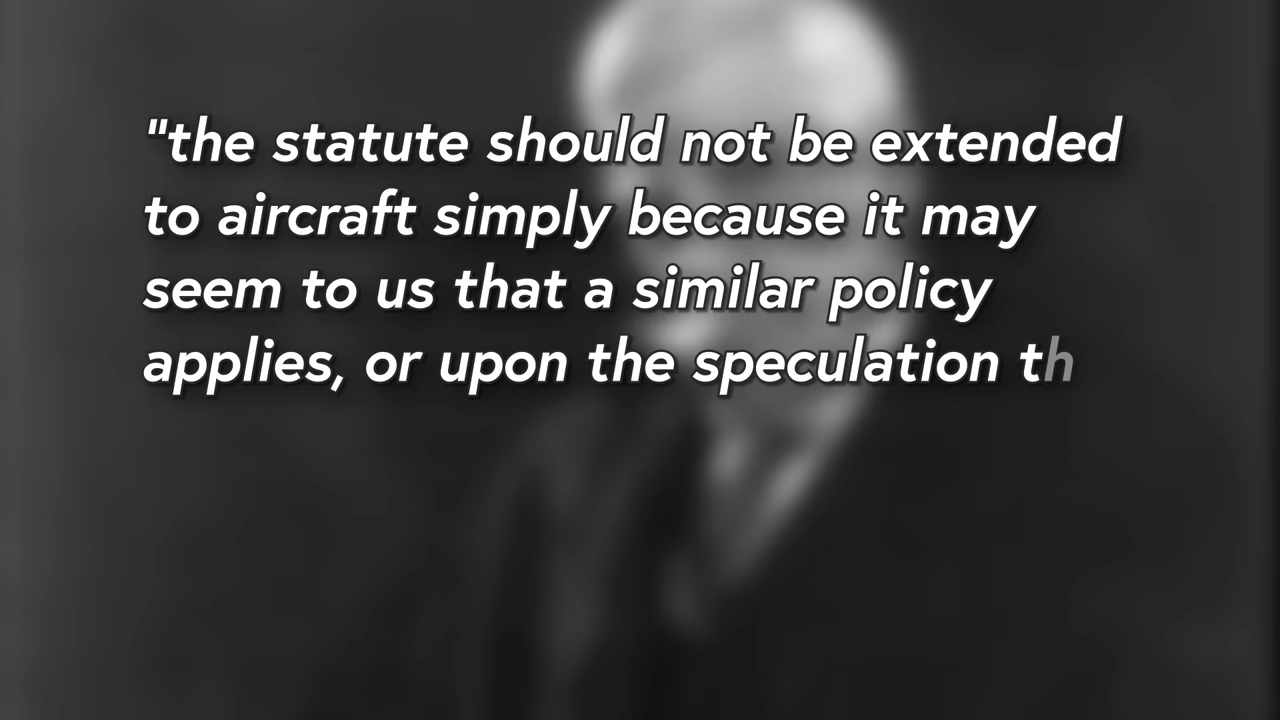 "the statute should not be extended
to aircraft simply because it may
seem to us that a similar policy
applies, or upon the speculation th